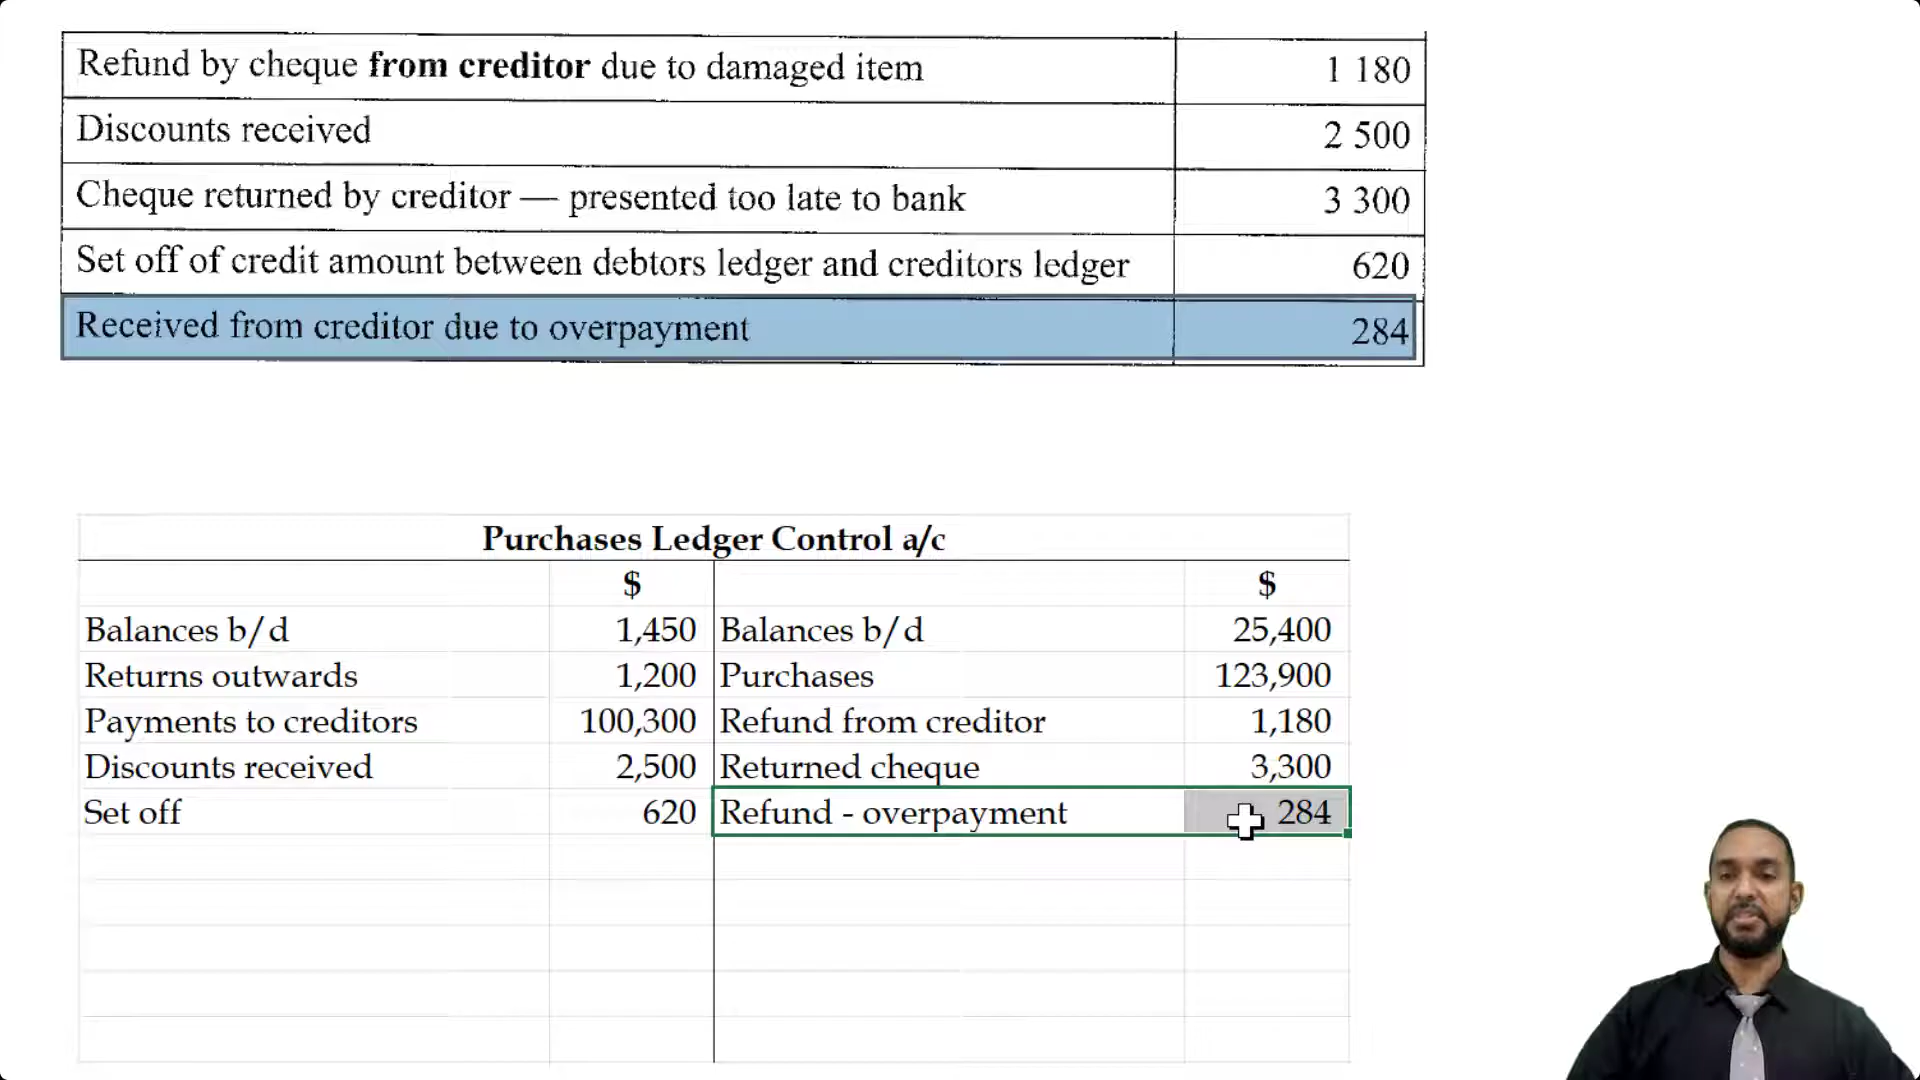 Refund by cheque from creditor due to damaged item 1 180
Discounts received 2 500
Cheque returned by creditor — presented too late to bank 3 300
Set off of credit amount between debtors ledger and creditors ledger 620
Received from creditor due to overpayment 284
Purchases Ledger Control a/c
$ $
Balances b/d 1,450 Balances b/d 25,400
Returns outwards 1,200 Purchases 123,900
Payments to creditors 100,300 Refund from creditor 1,180
Discounts received 2,500 Returned cheque 3,300
Set off 620 Refund - overpayment 284